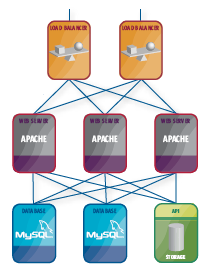 LOAD BALANCER LOAD BALANCER
WEB SERVER WEB SERVER WEB SERVER
APACHE APACHE APACHE
DATABASE DATABASE API
MySQL MySQL
STORAGE